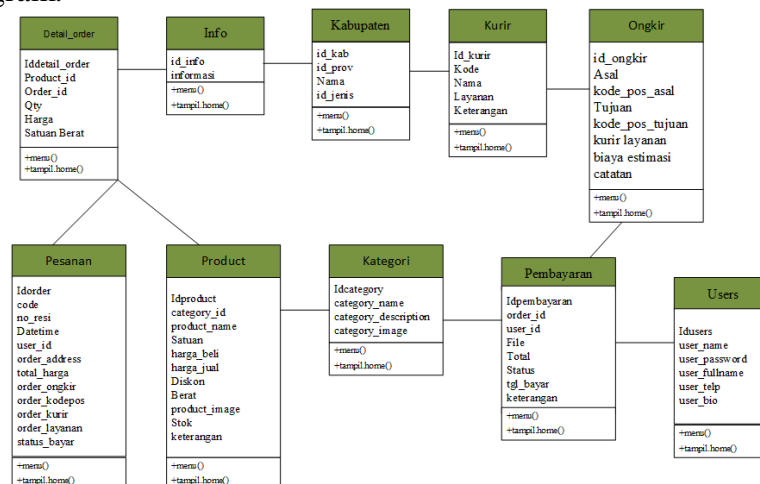 Detail_order
Iddetail_order
Product_id
Order_id
Qty
Harga
Satuan Berat
+menu()
+tampil.home()
Info
id_info
informasi
+menu()
+tampil.home()
Kabupaten
id_kab
id_prov
Nama
id_jenis
+menu()
+tampil.home()
Kurir
Id_kurir
Kode
Nama
Layanan
Keterangan
+menu()
+tampil.home()
Ongkir
id_ongkir
Asal
kode_pos_asal
Tujuan
kode_pos_tujuan
kurir layanan
biaya estimasi
catatan
+menu()
+tampil.home()
Pesanan
Idorder
code
no_resi
Datetime
user_id
order_address
total_harga
order_ongkir
order_kodepos
order_kurir
order_layanan
status_bayar
+menu()
+tampil.home()
Product
Idproduct
category_id
product_name
Satuan
harga_beli
harga_jual
Diskon
Berat
product_image
Stok
keterangan
+menu()
+tampil.home()
Kategori
Idcategory
category_name
category_description
category_image
+menu()
+tampil.home()
Pembayaran
Idpembayaran
order_id
user_id
File
Total
Status
tgl_bayar
keterangan
+menu()
+tampil.home()
Users
Idusers
user_name
user_password
user_fullname
user_telp
user_bio
+menu()
+tampil.home()